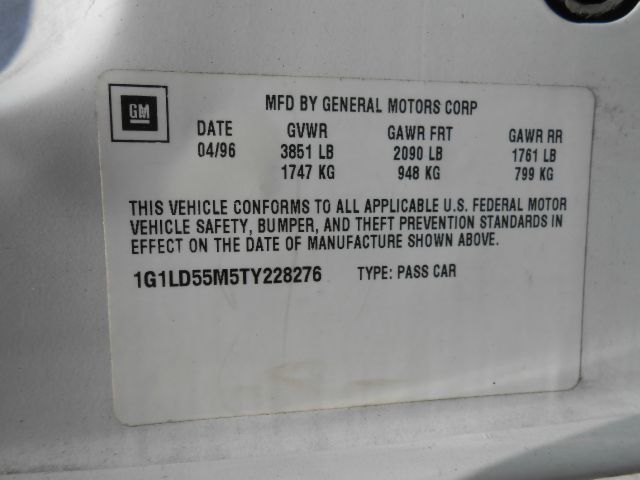 GM
MFD BY GENERAL MOTORS CORP
DATE GVWR GAWR FRT GAWR RR
04/96 3851 LB 2090 LB 1761 LB
1747 KG 948 KG 799 KG
THIS VEHICLE CONFORMS TO ALL APPLICABLE U.S. FEDERAL MOTOR
VEHICLE SAFETY, BUMPER, AND THEFT PREVENTION STANDARDS IN
EFFECT ON THE DATE OF MANUFACTURE SHOWN ABOVE.
1G1LD55M5TY228276 TYPE: PASS CAR